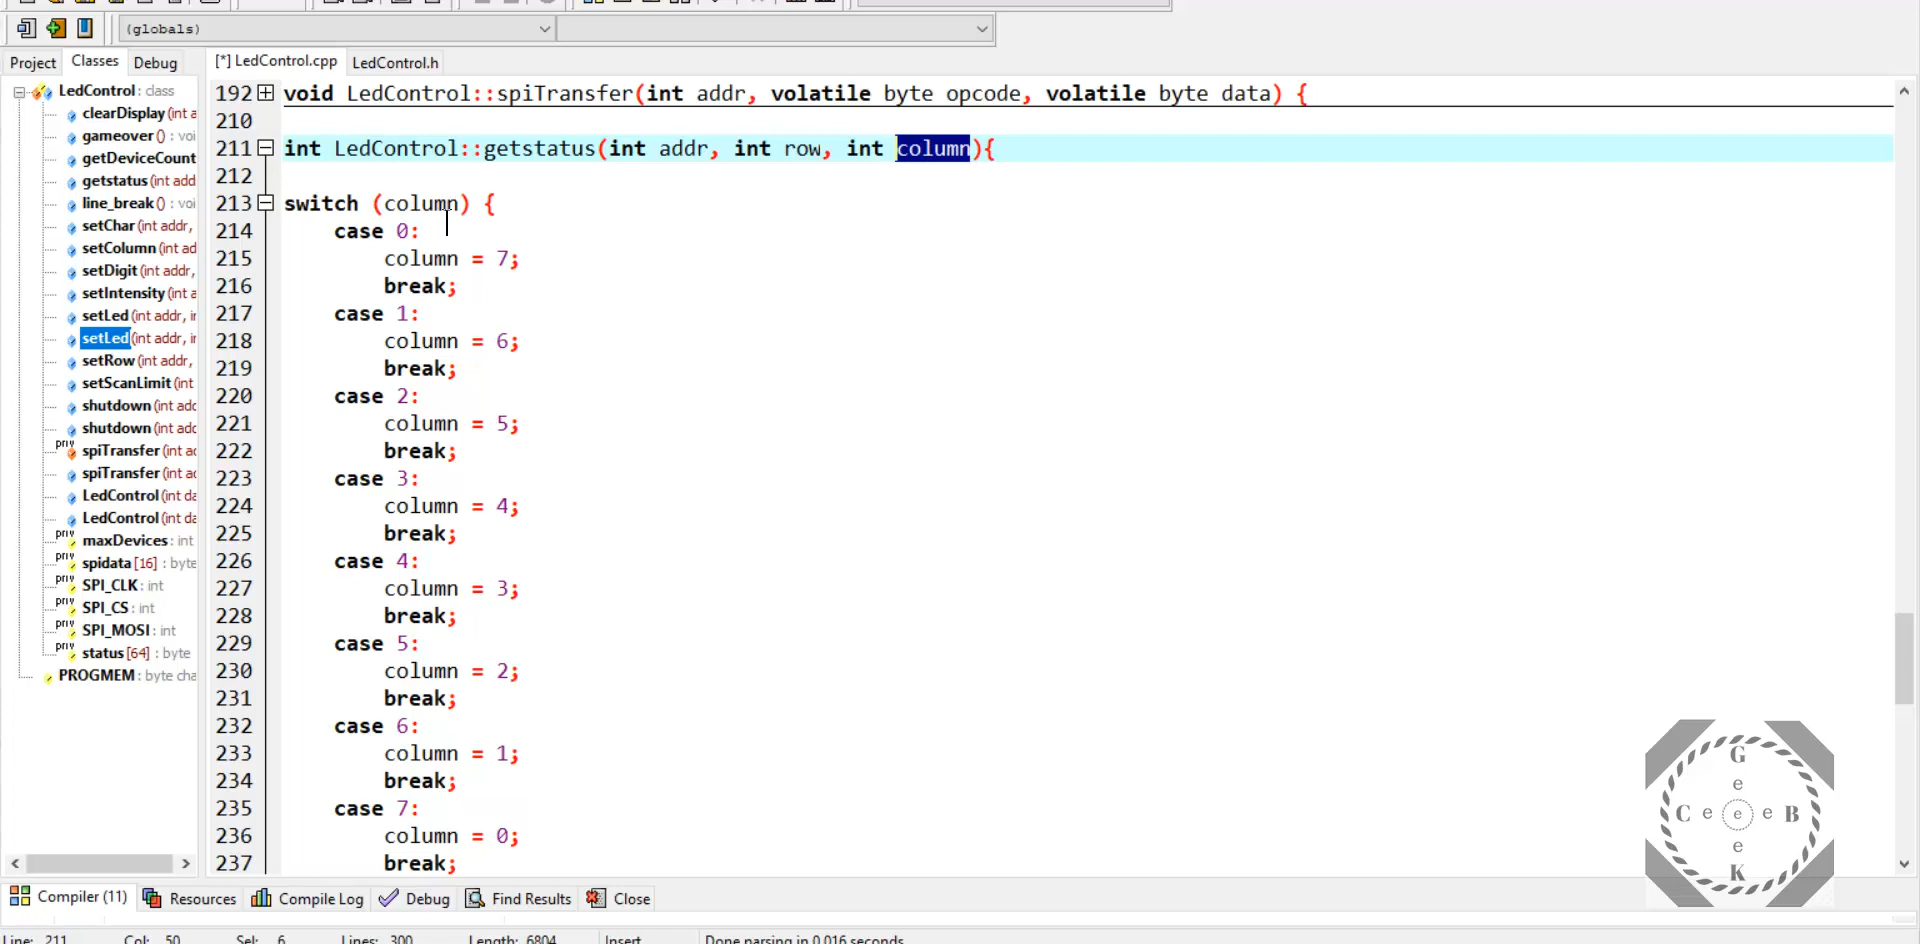 (globals)
Project Classes Debug
[*] LedControl.cpp LedControl.h
LedControl : class
clearDisplay (int a
gameover () : voi
getDeviceCount
getstatus (int add
line_break () : voi
setChar (int addr,
setColumn (int ad
setDigit (int addr,
setIntensity (int a
setLed (int addr, i
setLed (int addr, i
setRow (int addr,
setScanLimit (int
shutdown (int adc
shutdown (int adc
spiTransfer (int a
spiTransfer (int a
LedControl (int da
LedControl (int da
maxDevices : int
spidata [16] : byte
SPI_CLK : int
SPI_CS : int
SPI_MOSI : int
status [64] : byte
PROGMEM : byte cha
192 void LedControl::spiTransfer(int addr, volatile byte opcode, volatile byte data) {
210
211 int LedControl::getstatus(int addr, int row, int column){
212
213 switch (column) {
214 case 0:
215 column = 7;
216 break;
217 case 1:
218 column = 6;
219 break;
220 case 2:
221 column = 5;
222 break;
223 case 3:
224 column = 4;
225 break;
226 case 4:
227 column = 3;
228 break;
229 case 5:
230 column = 2;
231 break;
232 case 6:
233 column = 1;
234 break;
235 case 7:
236 column = 0;
237 break;
G
e
C e e e B
e
K
Compiler (11) Resources Compile Log Debug Find Results Close
Line: 211 Col: 50 Sel: 6 Lines: 300 Length: 6804 Insert Done parsing in 0.016 seconds